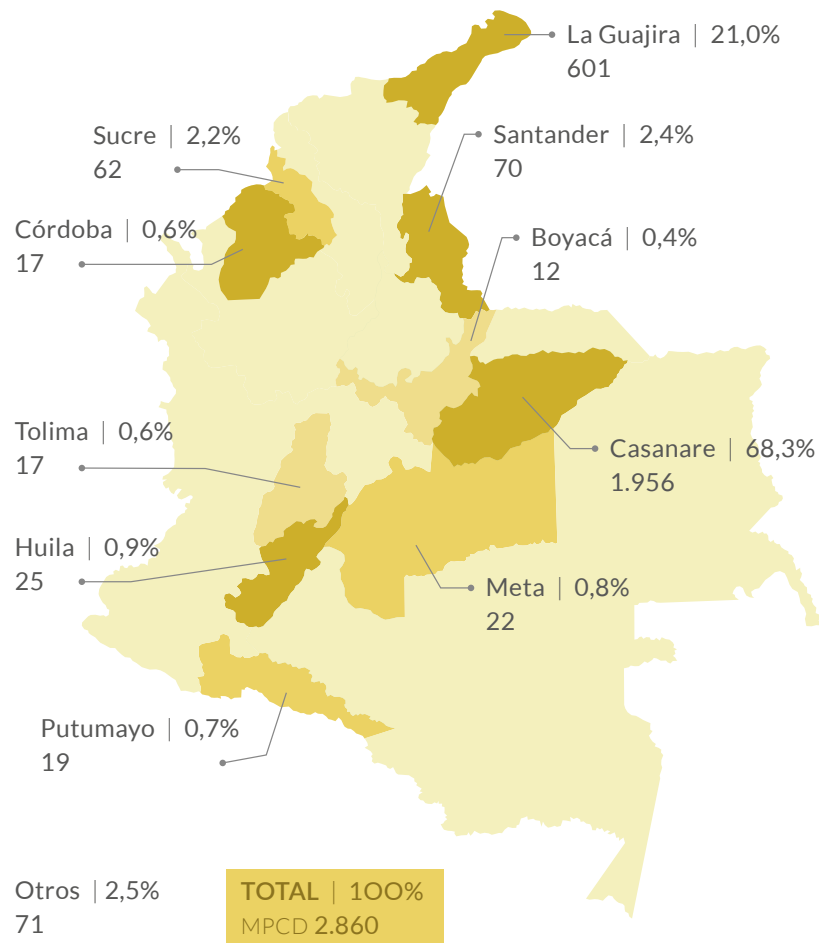 La Guajira | 21,0%
601
Sucre | 2,2%
62
Santander | 2,4%
70
Córdoba | 0,6%
17
Boyacá | 0,4%
12
Tolima | 0,6%
17
Casanare | 68,3%
1.956
Huila | 0,9%
25
Meta | 0,8%
22
Putumayo | 0,7%
19
Otros | 2,5%
71
TOTAL | 100%
MPCD 2.860